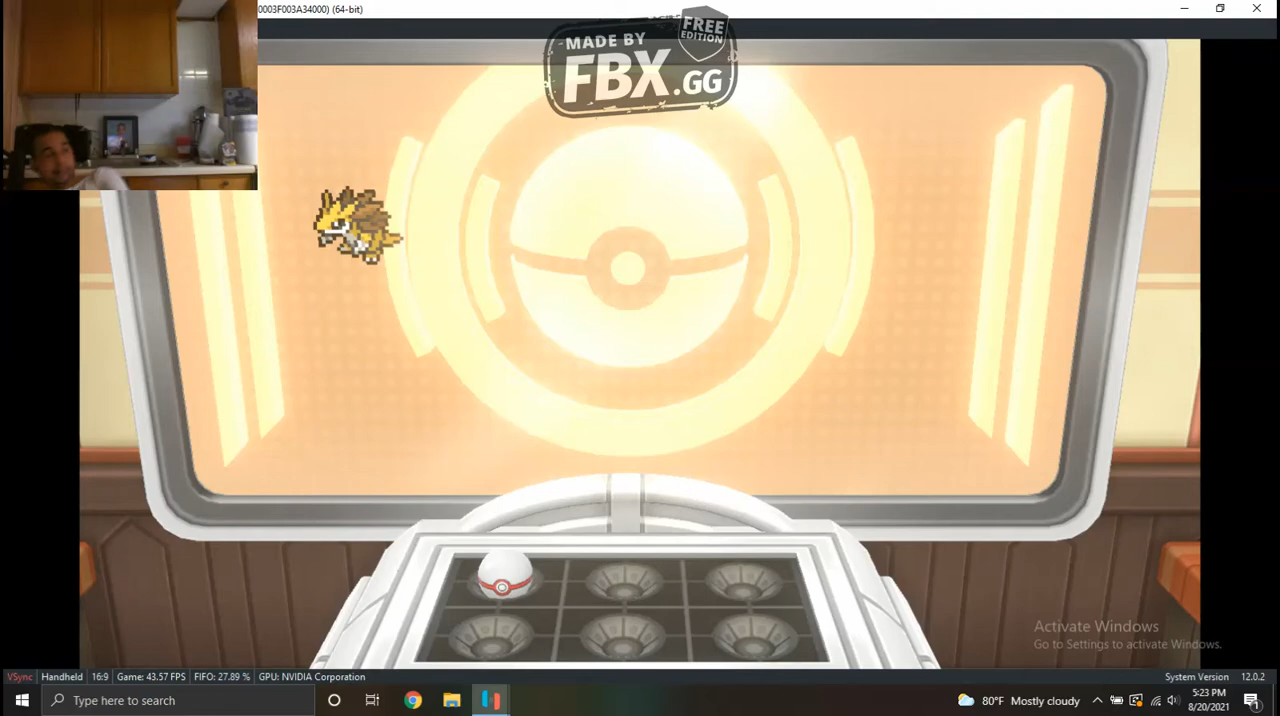 0003F003A34000) (64-bit)
MADE BY
FREE
EDITION
FBX.GG
Activate Windows
Go to Settings to activate Windows.
VSync Handheld 16:9 Game: 43.57 FPS FIFO: 27.89 % GPU: NVIDIA Corporation System Version 12.0.2
Type here to search
80°F Mostly cloudy
5:23 PM
8/20/2021
1